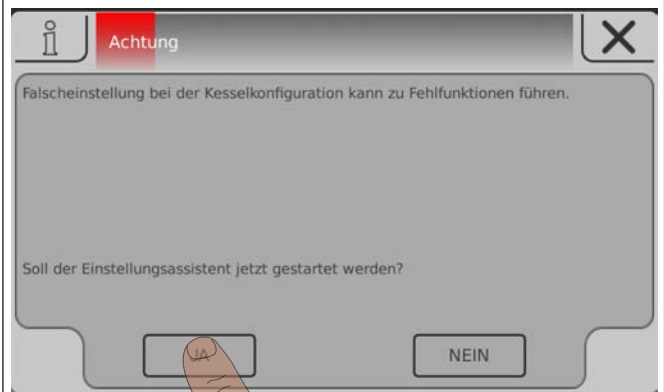 Achtung
Falscheinstellung bei der Kesselkonfiguration kann zu Fehlfunktionen führen.
Soll der Einstellungsassistent jetzt gestartet werden?
JA
NEIN